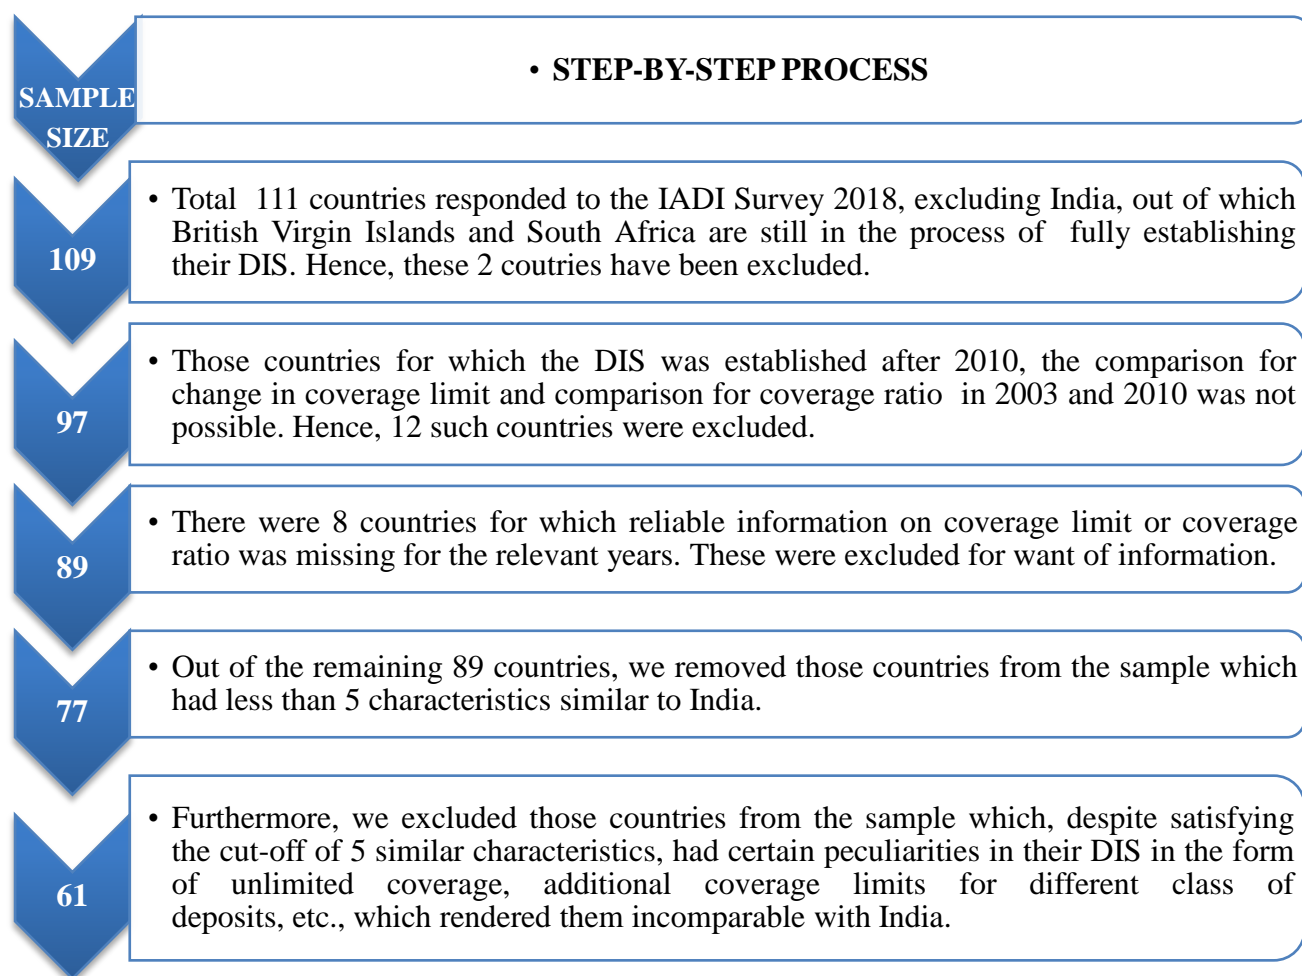 SAMPLE
SIZE
• STEP-BY-STEP PROCESS
109
• Total 111 countries responded to the IADI Survey 2018, excluding India, out of which
British Virgin Islands and South Africa are still in the process of fully establishing
their DIS. Hence, these 2 coutries have been excluded.
97
• Those countries for which the DIS was established after 2010, the comparison for
change in coverage limit and comparison for coverage ratio in 2003 and 2010 was not
possible. Hence, 12 such countries were excluded.
89
• There were 8 countries for which reliable information on coverage limit or coverage
ratio was missing for the relevant years. These were excluded for want of information.
77
• Out of the remaining 89 countries, we removed those countries from the sample which
had less than 5 characteristics similar to India.
61
• Furthermore, we excluded those countries from the sample which, despite satisfying
the cut-off of 5 similar characteristics, had certain peculiarities in their DIS in the form
of unlimited coverage, additional coverage limits for different class of
deposits, etc., which rendered them incomparable with India.